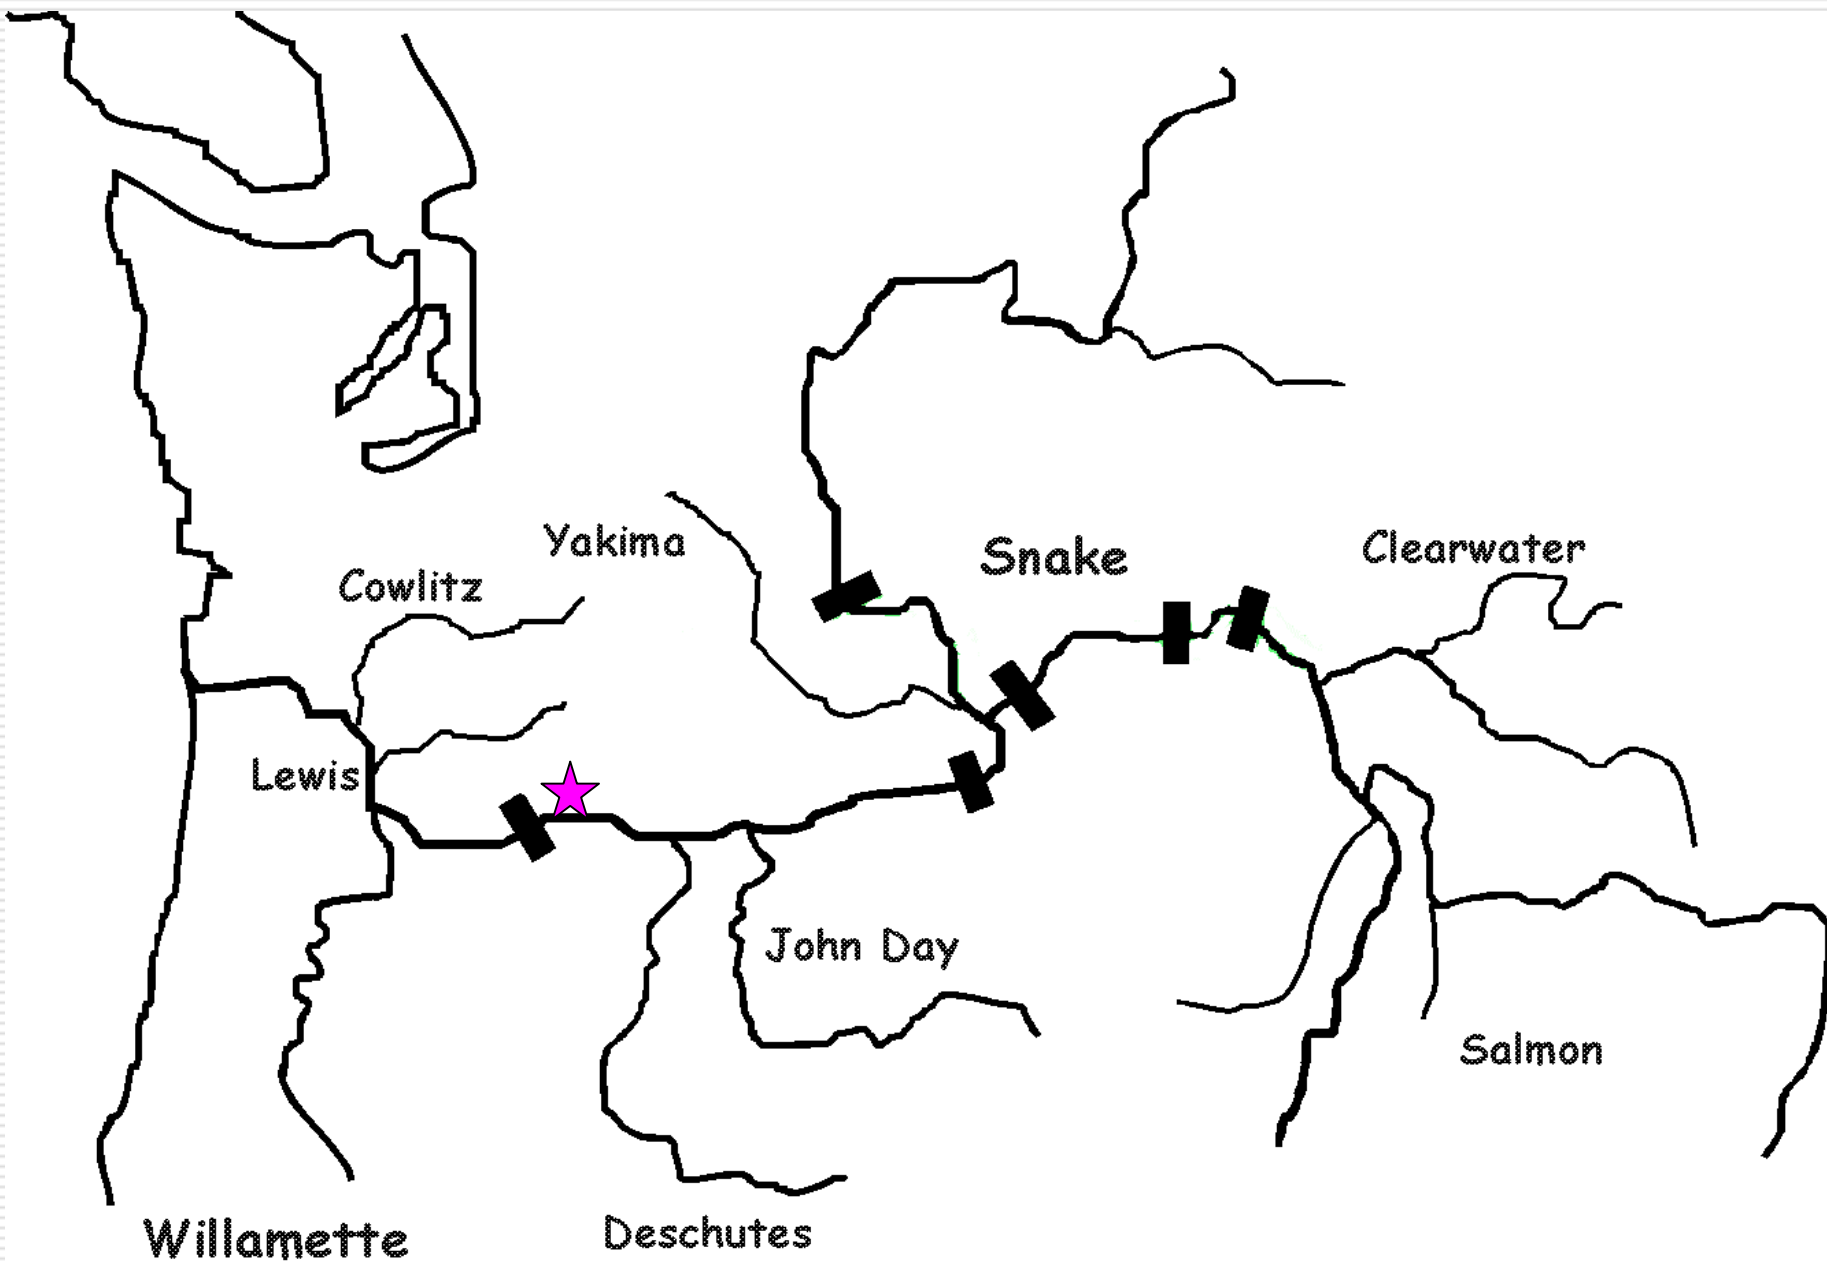 Yakima
Snake
Clearwater
Cowlitz
Lewis
John Day
Salmon
Willamette
Deschutes